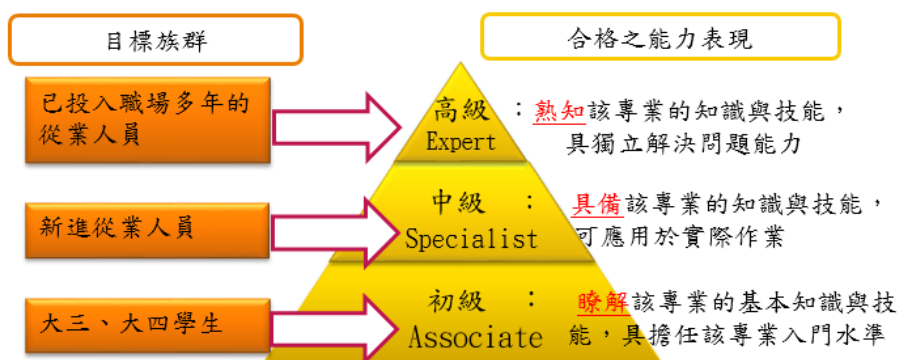 目標族群
合格之能力表現
已投入職場多年的
從業人員
高級
Expert
：熟知該專業的知識與技能，
具獨立解決問題能力
新進從業人員
中級
Specialist
：具備該專業的知識與技能，
可應用於實際作業
大三、大四學生
初級
Associate
：瞭解該專業的基本知識與技
能，具擔任該專業入門水準